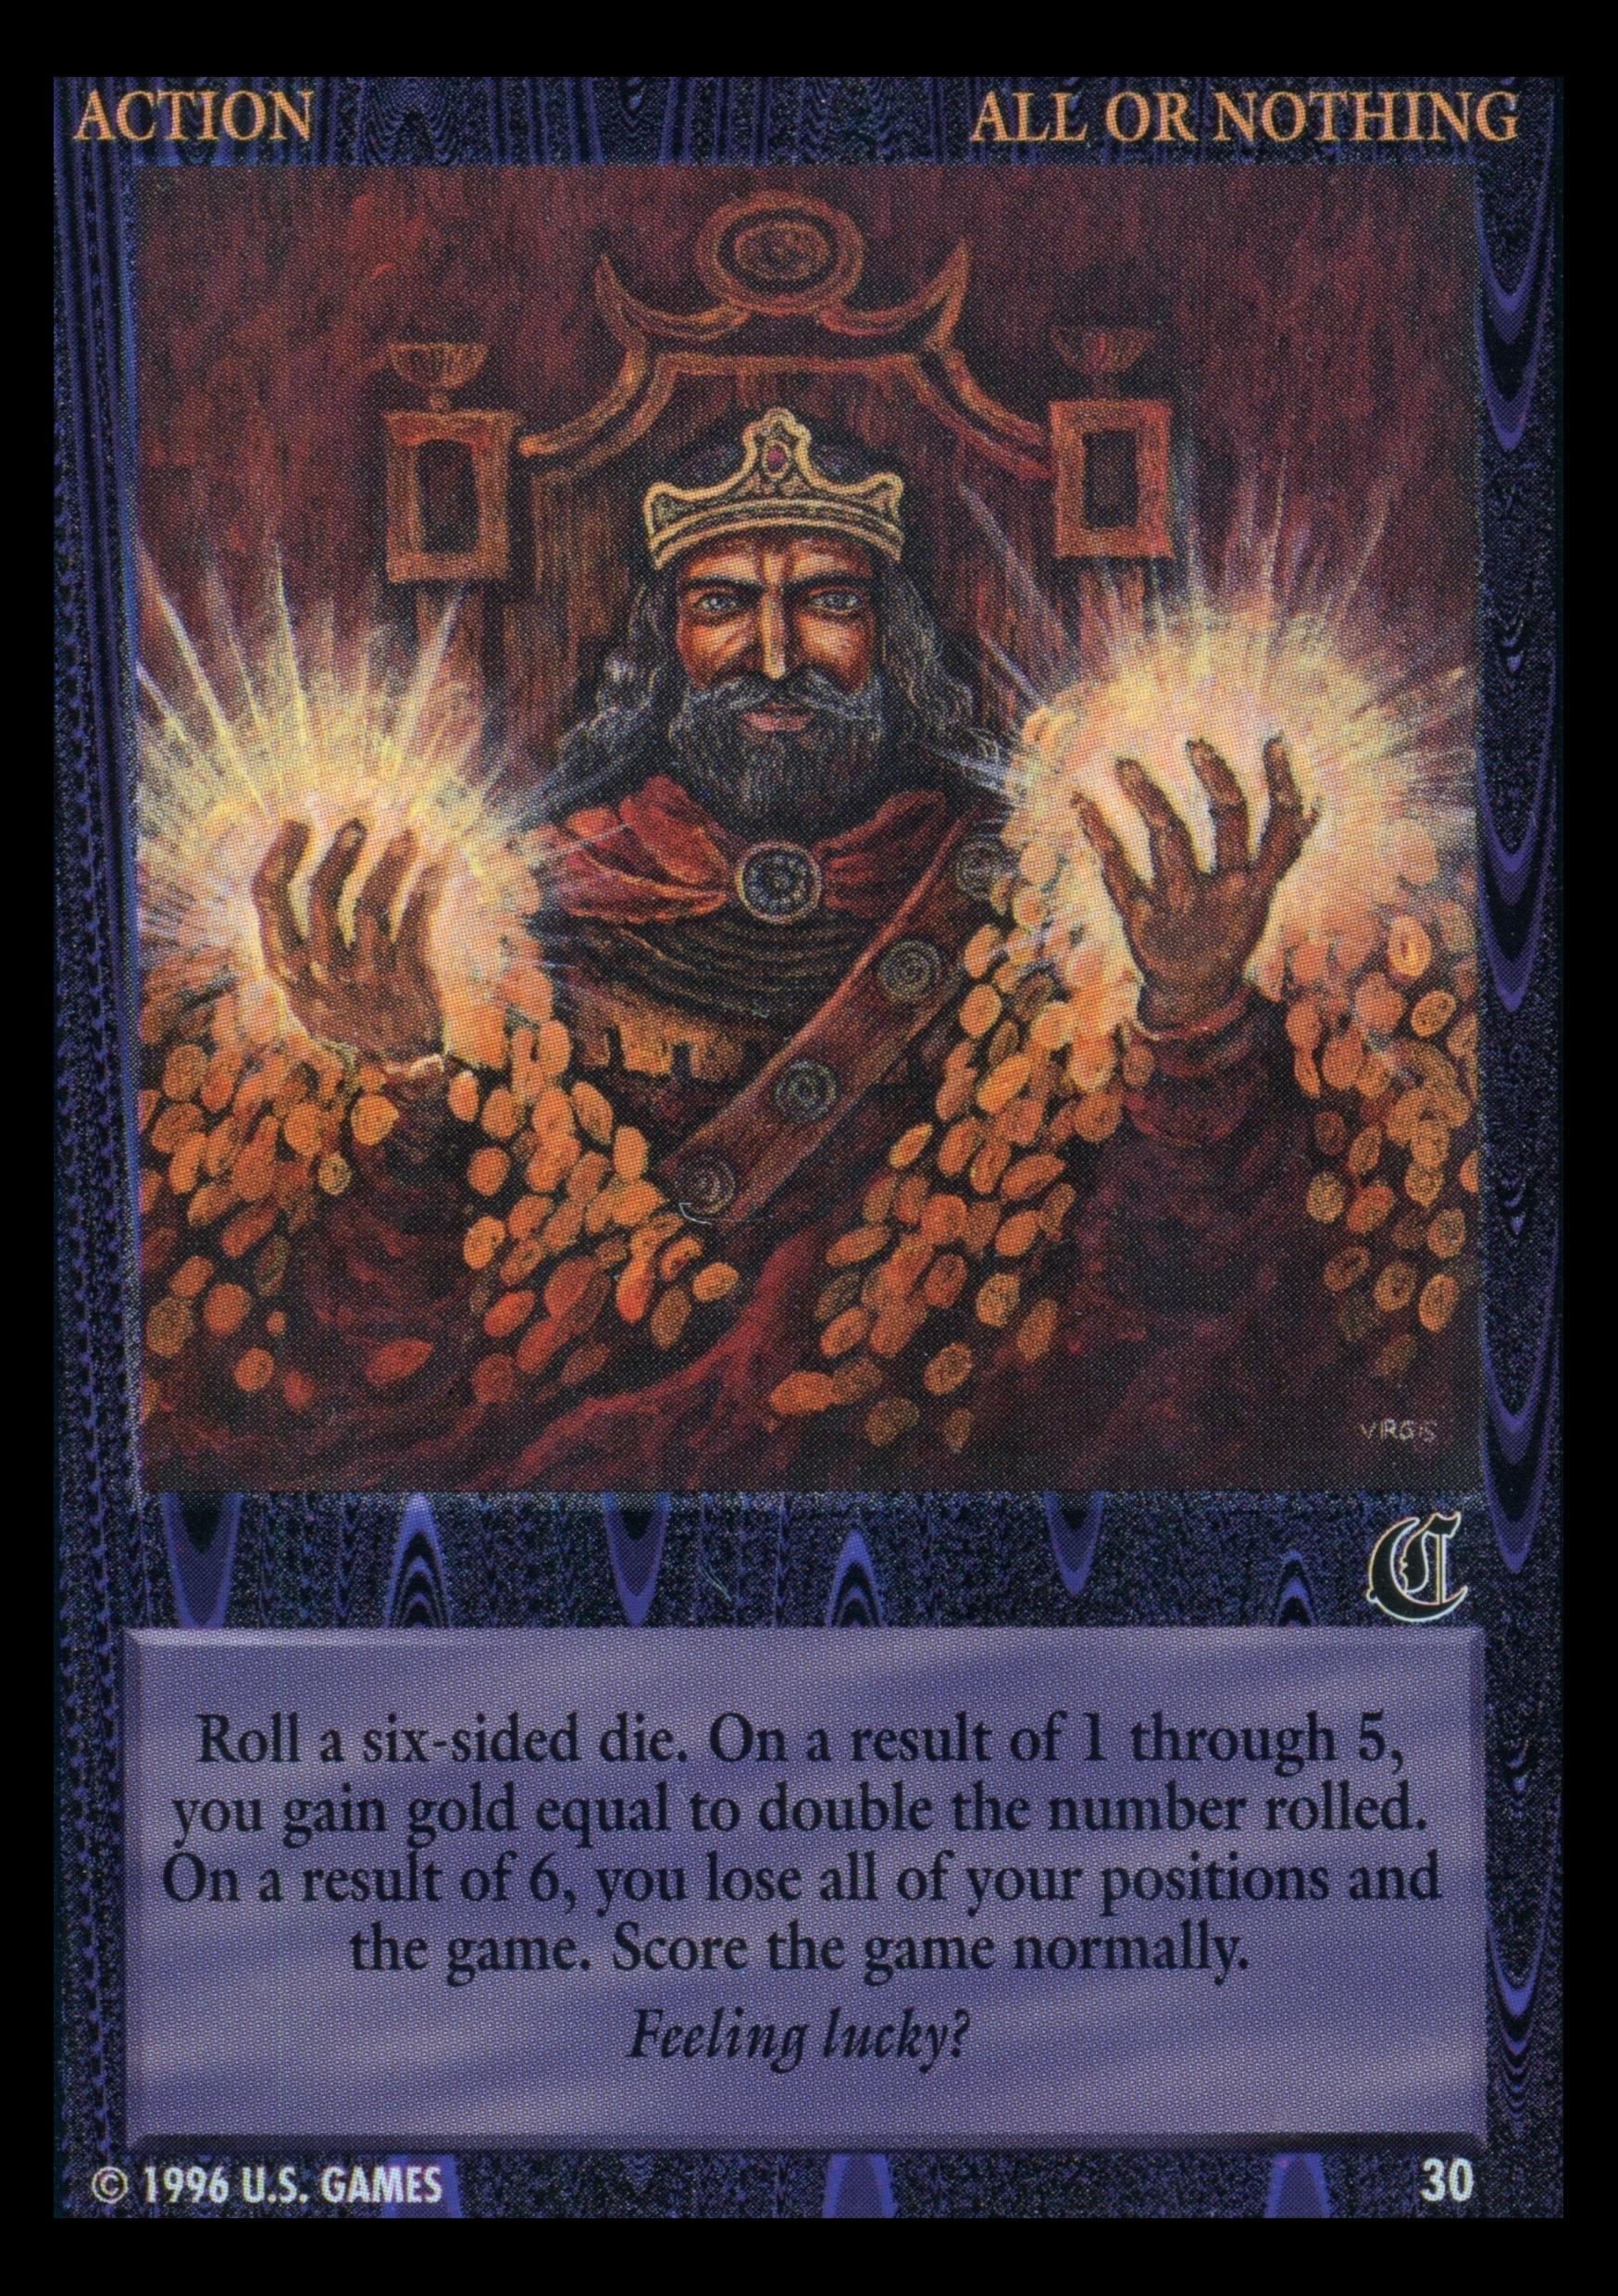 ACTION
ALL OR NOTHING
VIRGIS
C
Roll a six-sided die. On a result of 1 through 5,
you gain gold equal to double the number rolled.
On a result of 6, you lose all of your positions and
the game. Score the game normally.
Feeling lucky?
© 1996 U.S. GAMES
30